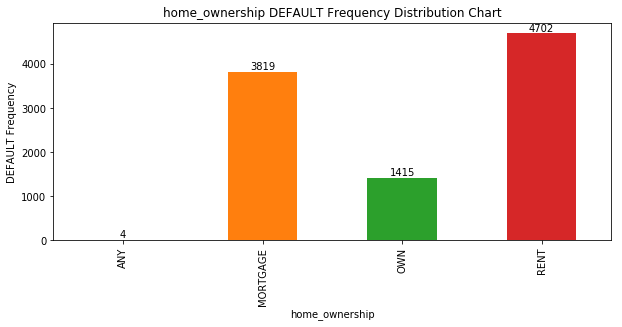 home_ownership DEFAULT Frequency Distribution Chart
DEFAULT Frequency
4000
3000
2000
1000
0
4
3819
1415
4702
ANY
MORTGAGE
OWN
RENT
home_ownership